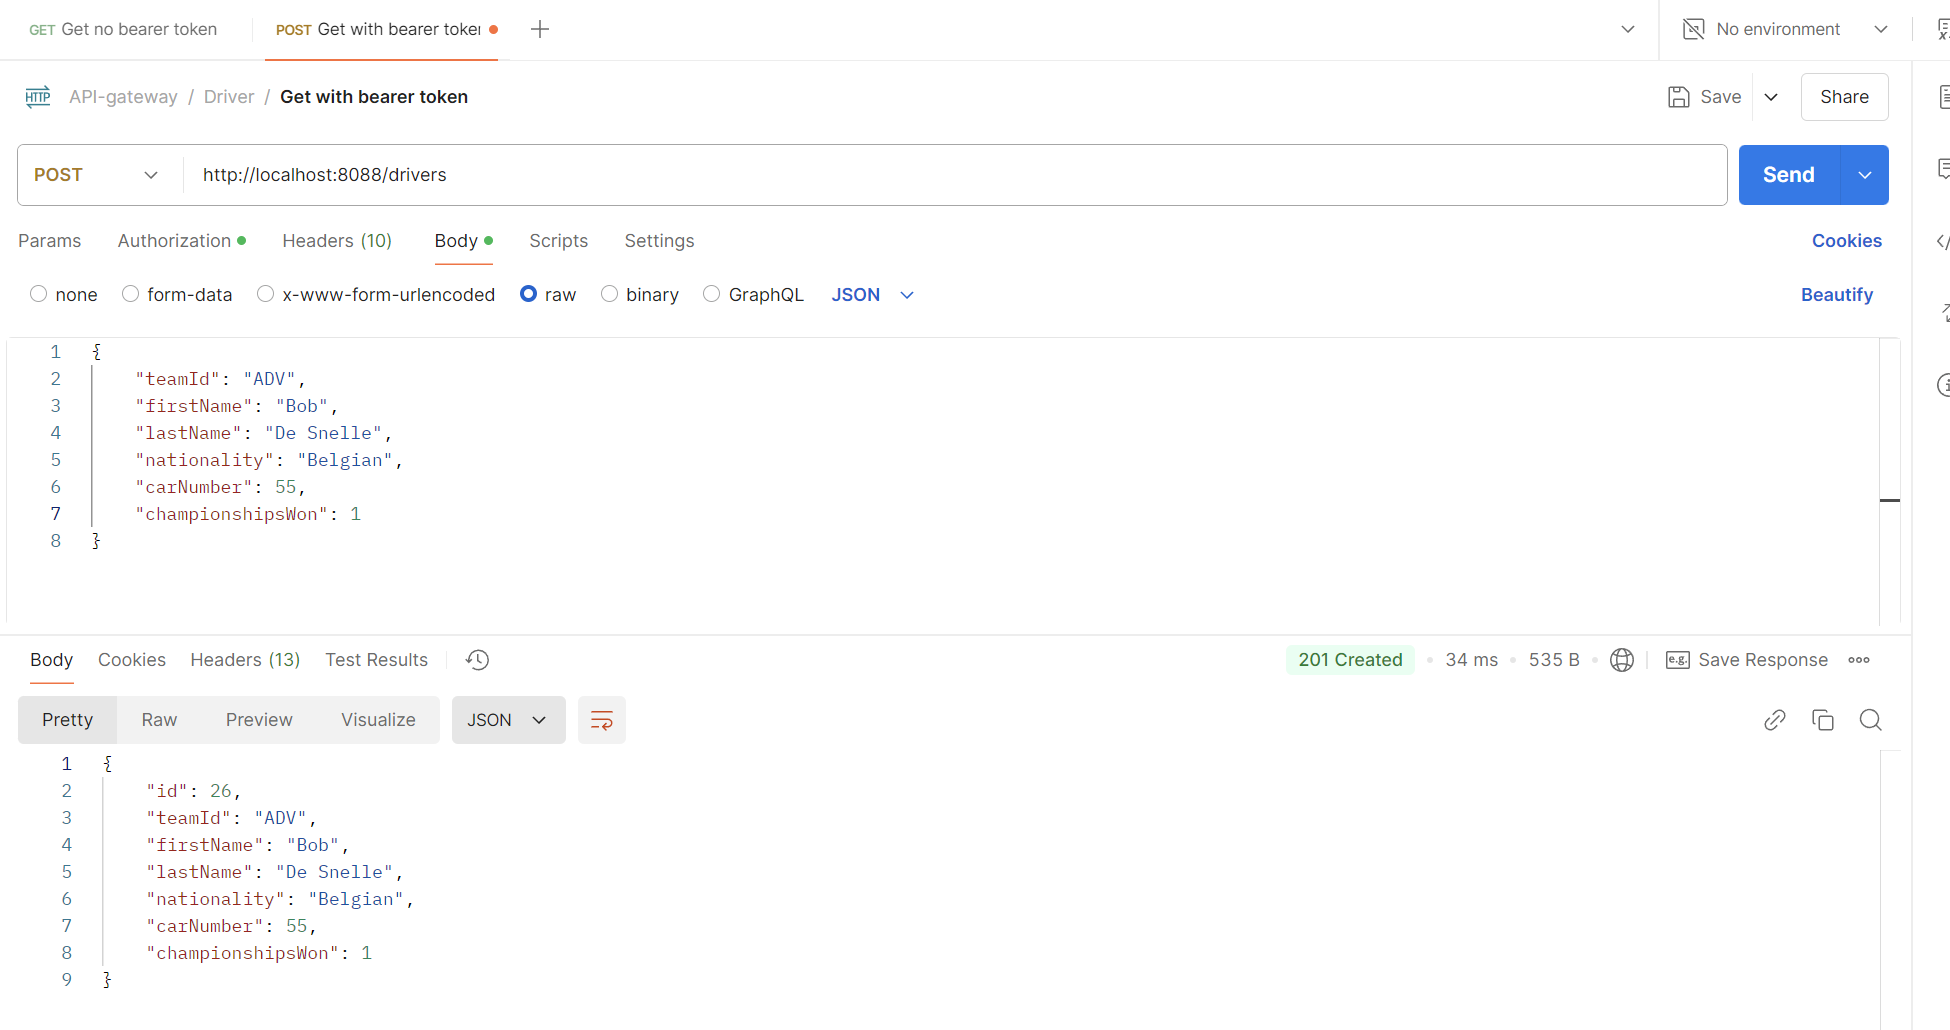 GET Get no bearer token
POST Get with bearer token
No environment
HTTP API-gateway / Driver / Get with bearer token
Save
Share
POST http://localhost:8088/drivers
Send
Params Authorization Headers (10) Body Scripts Settings
Cookies
none form-data x-www-form-urlencoded raw binary GraphQL JSON
Beautify
1 {
2 "teamId": "ADV",
3 "firstName": "Bob",
4 "lastName": "De Snelle",
5 "nationality": "Belgian",
6 "carNumber": 55,
7 "championshipsWon": 1
8 }
Body Cookies Headers (13) Test Results
201 Created 34 ms 535 B e.g. Save Response
Pretty Raw Preview Visualize JSON
1 {
2 "id": 26,
3 "teamId": "ADV",
4 "firstName": "Bob",
5 "lastName": "De Snelle",
6 "nationality": "Belgian",
7 "carNumber": 55,
8 "championshipsWon": 1
9 }